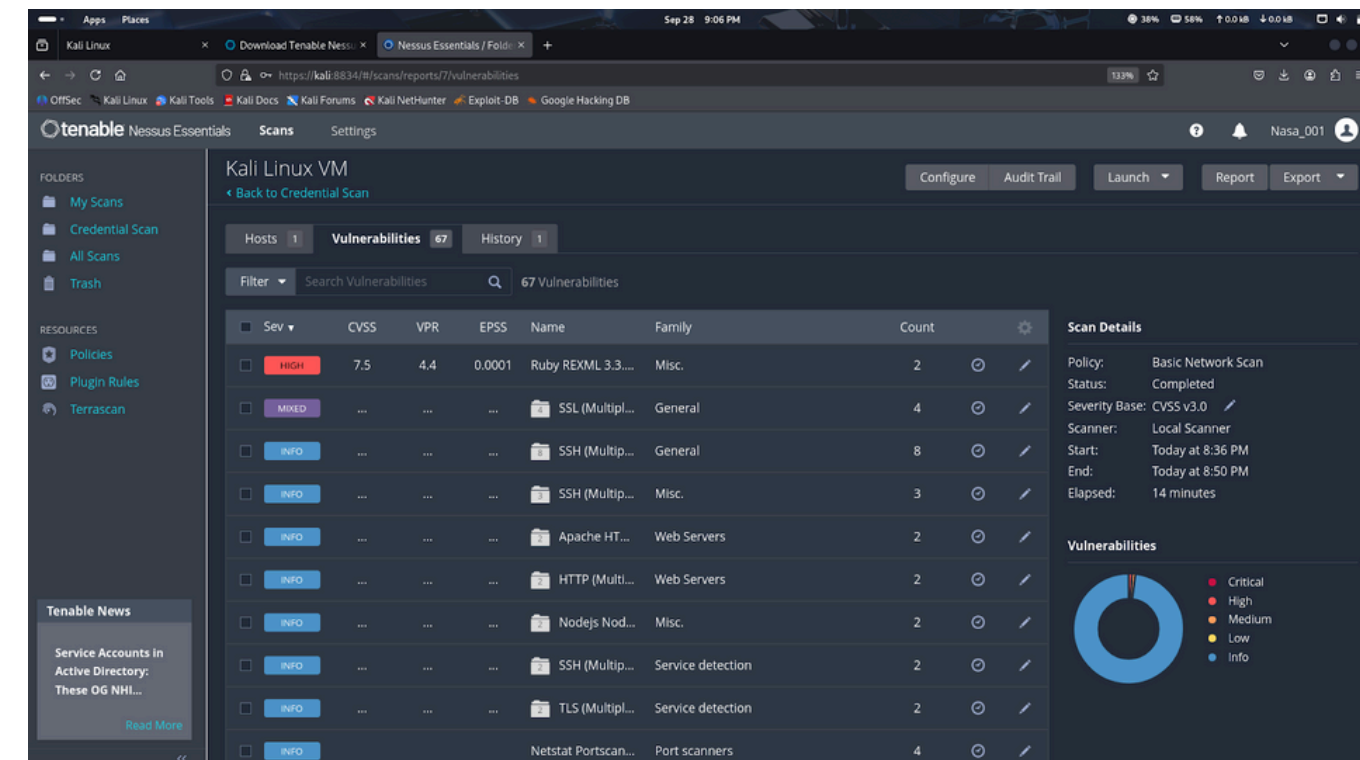 Apps Places Sep 28 9:06 PM 38% 58% 0.0 kB 0.0 kB
Kali Linux × Download Tenable Nessu × Nessus Essentials / Folde × +
https://kali:8834/#/scans/reports/7/vulnerabilities 133%
OffSec Kali Linux Kali Tools Kali Docs Kali Forums Kali NetHunter Exploit-DB Google Hacking DB
tenable Nessus Essentials Scans Settings Nasa_001
FOLDERS
My Scans
Credential Scan
All Scans
Trash
RESOURCES
Policies
Plugin Rules
Terrascan
Tenable News
Service Accounts in
Active Directory:
These OG NHI...
Read More
Kali Linux VM
< Back to Credential Scan
Configure Audit Trail Launch Report Export
Hosts 1 Vulnerabilities 67 History 1
Filter Search Vulnerabilities 67 Vulnerabilities
Sev CVSS VPR EPSS Name Family Count
HIGH 7.5 4.4 0.0001 Ruby REXML 3.3.... Misc. 2
MIXED ... ... ... 4 SSL (Multipl... General 4
INFO ... ... ... 8 SSH (Multip... General 8
INFO ... ... ... 3 SSH (Multip... Misc. 3
INFO ... ... ... 2 Apache HT... Web Servers 2
INFO ... ... ... 2 HTTP (Multi... Web Servers 2
INFO ... ... ... 2 Nodejs Nod... Misc. 2
INFO ... ... ... 2 SSH (Multip... Service detection 2
INFO ... ... ... 2 TLS (Multipl... Service detection 2
INFO Netstat Portscan... Port scanners 4
Scan Details
Policy: Basic Network Scan
Status: Completed
Severity Base: CVSS v3.0
Scanner: Local Scanner
Start: Today at 8:36 PM
End: Today at 8:50 PM
Elapsed: 14 minutes
Vulnerabilities
Critical
High
Medium
Low
Info